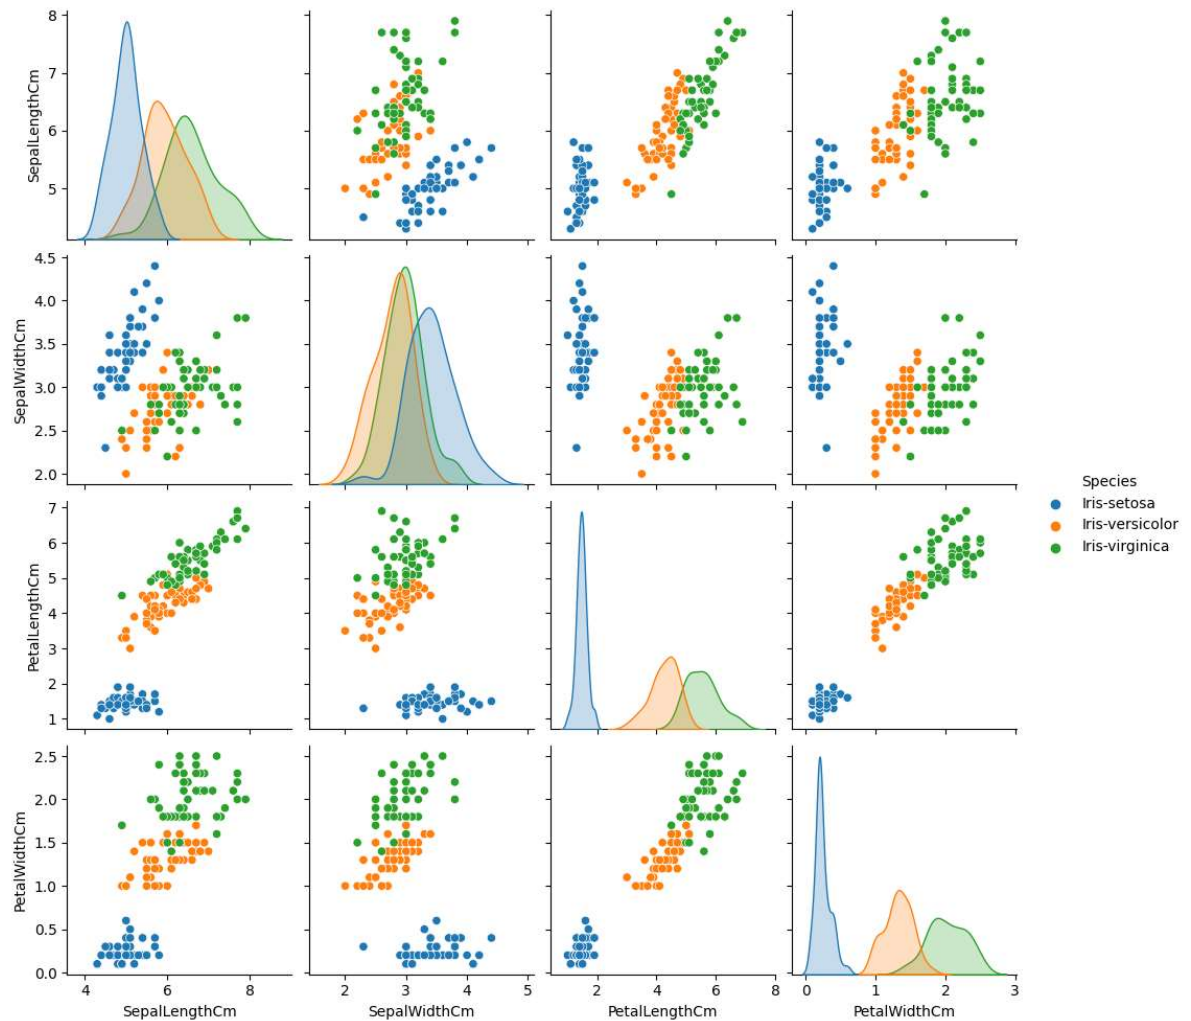 8
7
6
5
SepalLengthCm
4.5
4.0
3.5
3.0
2.5
2.0
SepalWidthCm
Species
Iris-setosa
Iris-versicolor
Iris-virginica
7
6
5
4
3
2
1
PetalLengthCm
2.5
2.0
1.5
1.0
0.5
0.0
PetalWidthCm
4 6 8 2 3 4 5 2 4 6 8 0 1 2 3
SepalLengthCm SepalWidthCm PetalLengthCm PetalWidthCm